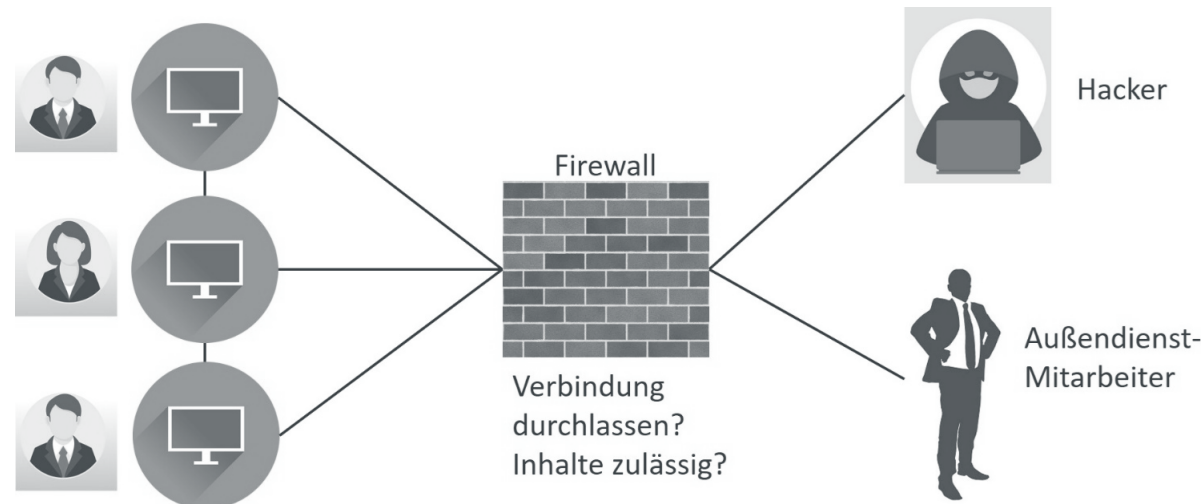 Firewall
Hacker
Verbindung
durchlassen?
Inhalte zulässig?
Außendienst-
Mitarbeiter